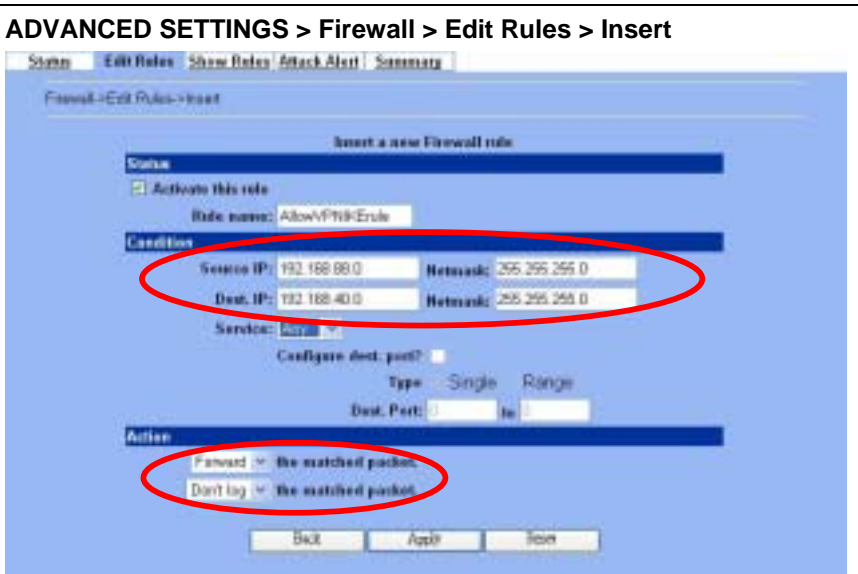 ADVANCED SETTINGS > Firewall > Edit Rules > Insert
Status Edit Rules Show Rules Attack Alert Summary
Firewall->Edit Rules->Insert
Insert a new Firewall rule
Status
Activate this rule
Rule name: AllowVPNIKErule
Condition
Source IP: 192.168.88.0 Netmask: 255.255.255.0
Dest. IP: 192.168.40.0 Netmask: 255.255.255.0
Service: Any
Configure dest. port?
Type Single Range
Dest. Port: 0 to 0
Action
Forward the matched packet.
Don't log the matched packet.
Back Apply Reset